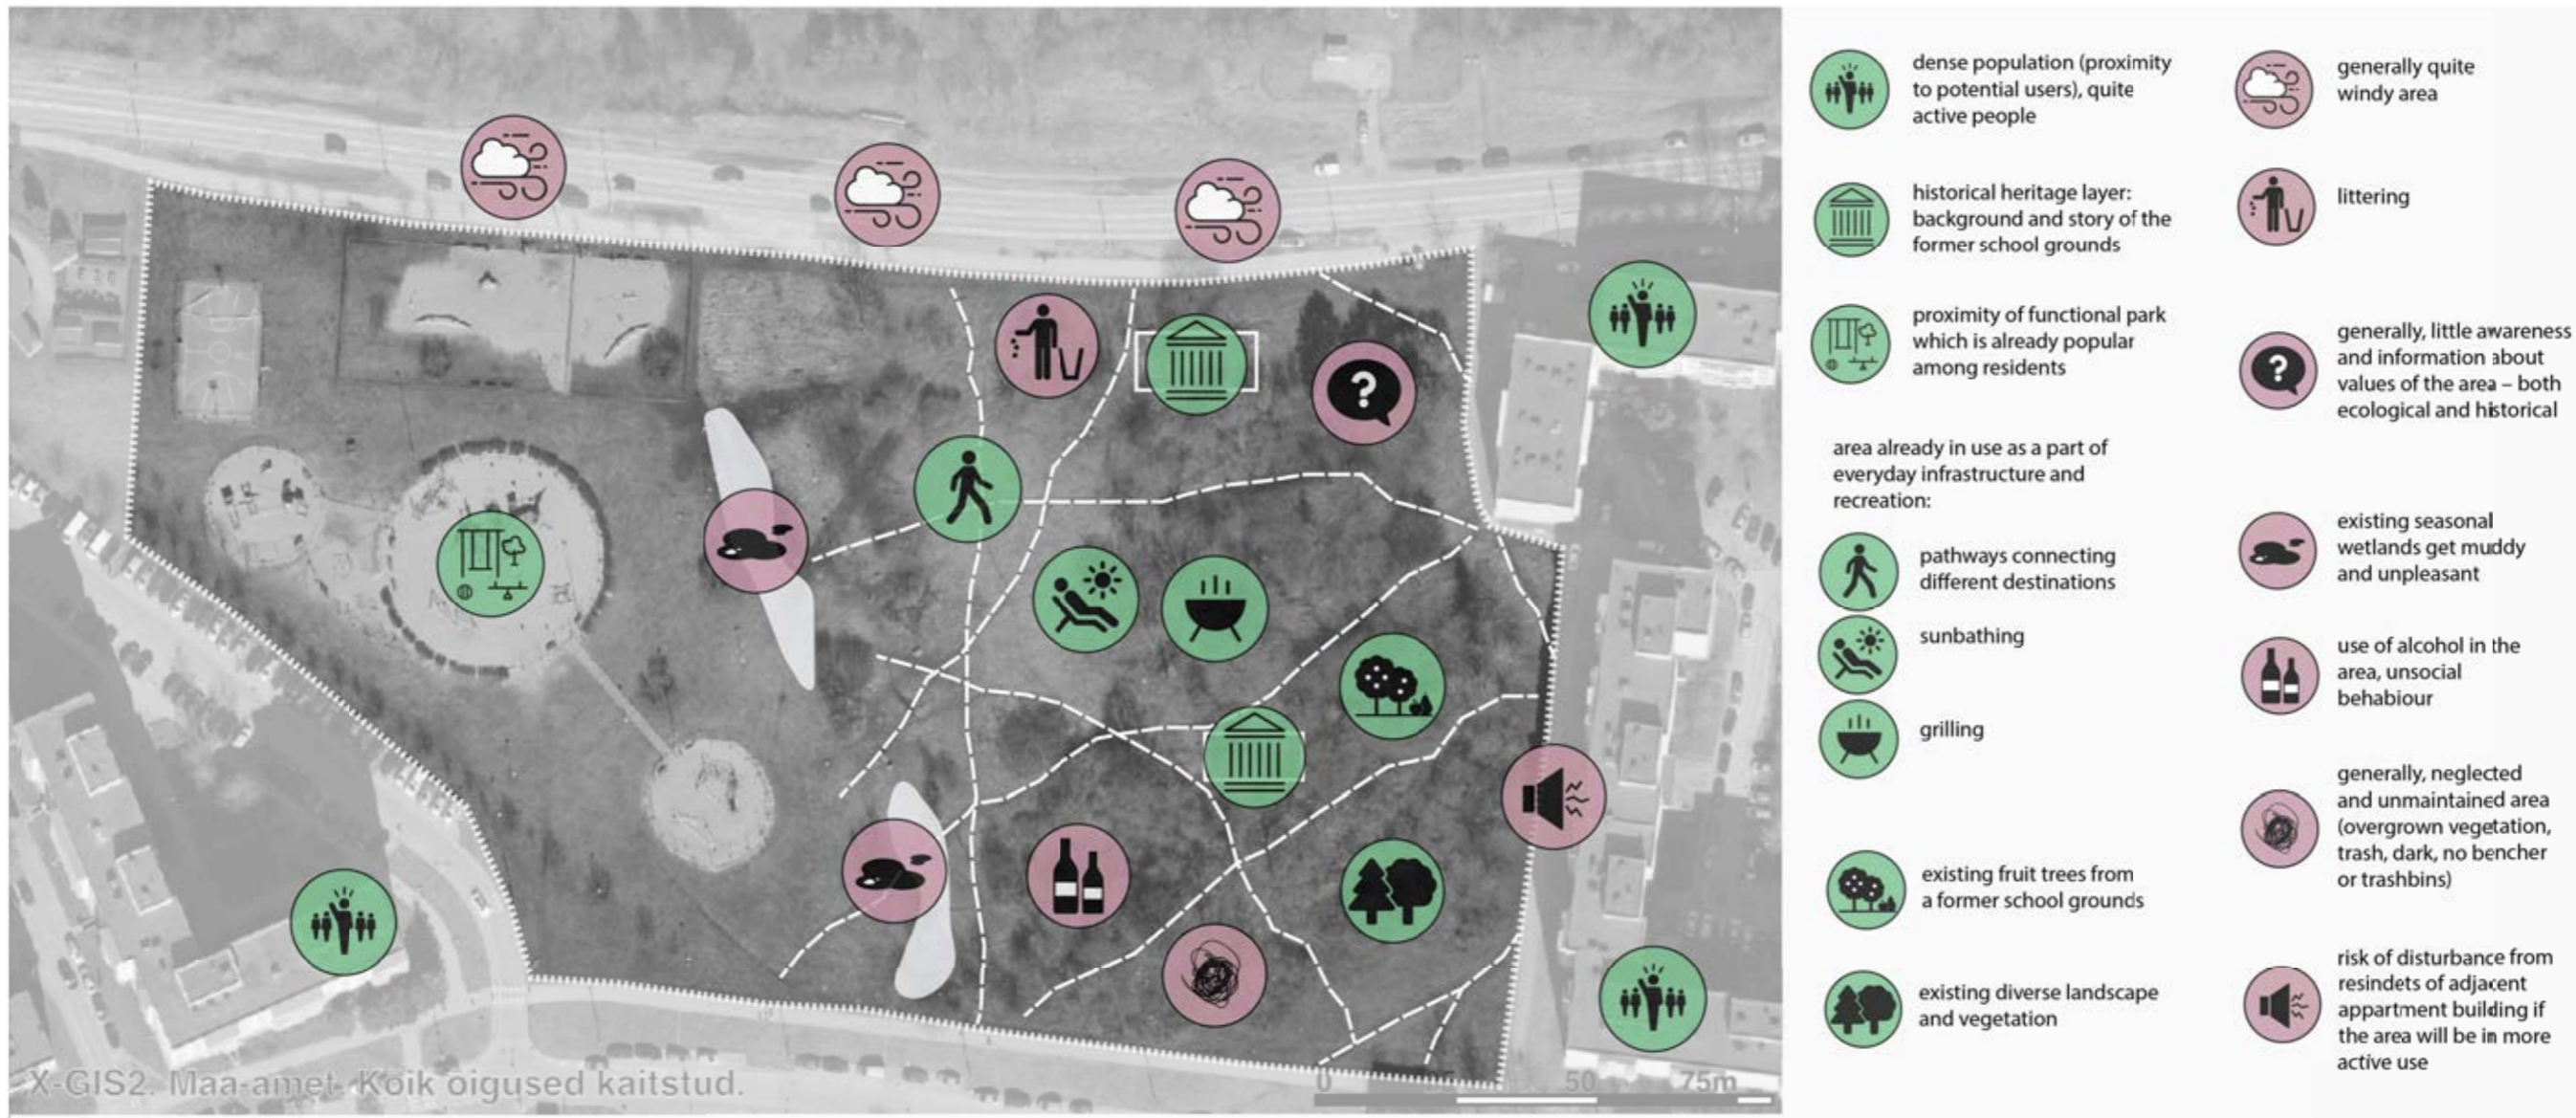 X-GIS2. Maa-amet. Koik õigused kaitstud.
0 25 50 75m
dense population (proximity
to potential users), quite
active people
historical heritage layer:
background and story of the
former school grounds
proximity of functional park
which is already popular
among residents
area already in use as a part of
everyday infrastructure and
recreation:
pathways connecting
different destinations
sunbathing
grilling
existing fruit trees from
a former school grounds
existing diverse landscape
and vegetation
generally quite
windy area
littering
generally, little awareness
and information about
values of the area – both
ecological and historical
existing seasonal
wetlands get muddy
and unpleasant
use of alcohol in the
area, unsocial
behabiour
generally, neglected
and unmaintained area
(overgrown vegetation,
trash, dark, no bencher
or trashbins)
risk of disturbance from
resindets of adjacent
appartment building if
the area will be in more
active use